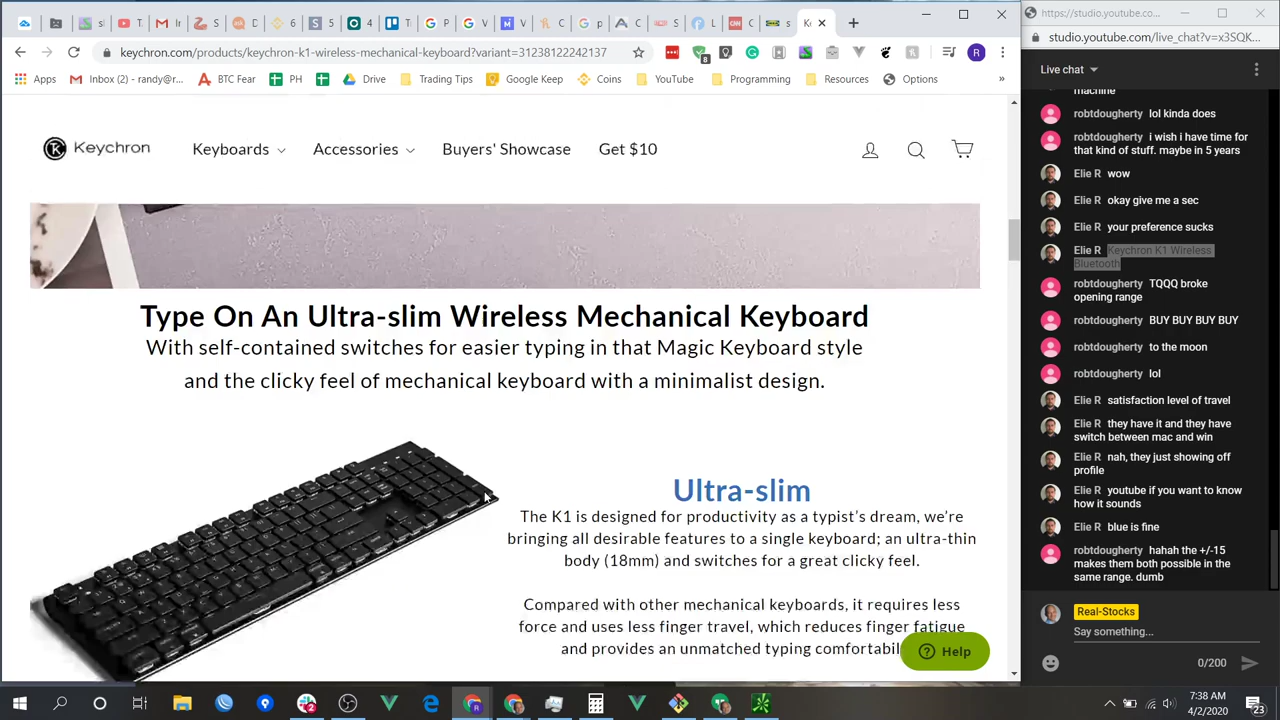 https://studio.youtube.co...
keychron.com/products/keychron-k1-wireless-mechanical-keyboard?variant=31238122242137
studio.youtube.com/live_chat?v=x3SQK...
Apps
Inbox (2) - randy@r...
BTC Fear
PH
Drive
Trading Tips
Google Keep
Coins
YouTube
Programming
Resources
Options
»
Keychron
Keyboards
Accessories
Buyers' Showcase
Get $10
Type On An Ultra-slim Wireless Mechanical Keyboard
With self-contained switches for easier typing in that Magic Keyboard style
and the clicky feel of mechanical keyboard with a minimalist design.
Ultra-slim
The K1 is designed for productivity as a typist's dream, we're
bringing all desirable features to a single keyboard; an ultra-thin
body (18mm) and switches for a great clicky feel.
Compared with other mechanical keyboards, it requires less
force and uses less finger travel, which reduces finger fatigue
and provides an unmatched typing comfortabil
Help
Live chat
machine
robtdougherty lol kinda does
robtdougherty i wish i have time for
that kind of stuff. maybe in 5 years
Elie R wow
Elie R okay give me a sec
Elie R your preference sucks
Elie R Keychron K1 Wireless
Bluetooth
robtdougherty TQQQ broke
opening range
robtdougherty BUY BUY BUY BUY
robtdougherty to the moon
robtdougherty lol
Elie R satisfaction level of travel
Elie R they have it and they have
switch between mac and win
Elie R nah, they just showing off
profile
Elie R youtube if you want to know
how it sounds
Elie R blue is fine
robtdougherty hahah the +/-15
makes them both possible in the
same range. dumb
Real-Stocks
Say something...
0/200
7:38 AM
4/2/2020
23